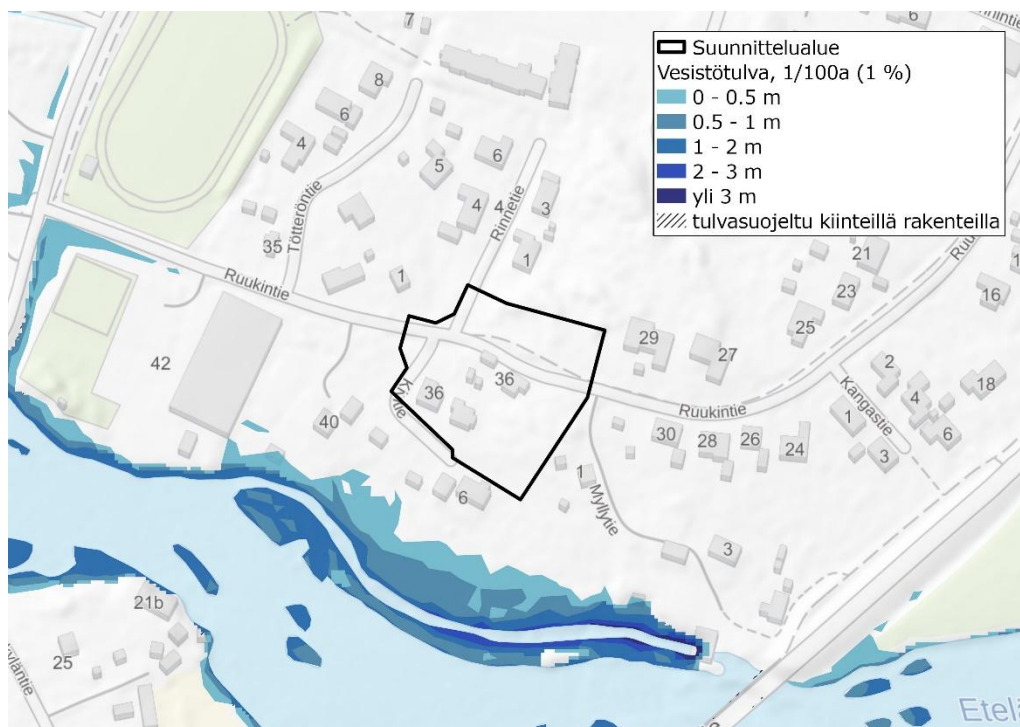 Suunnittelualue
Vesistötulva, 1/100a (1 %)
0 - 0.5 m
0.5 - 1 m
1 - 2 m
2 - 3 m
yli 3 m
tulvasuojeltu kiinteillä rakenteilla
7
6
8
6
4
5
6
4
4
3
1
Rinnetie
Tötteröntie
35
1
Ruukintie
21
23
25
16
29
27
42
36
36
40
6
1
Myllytie
3
Ruukintie
30
28
26
24
Kangastie
2
4
18
1
6
3
21b
25